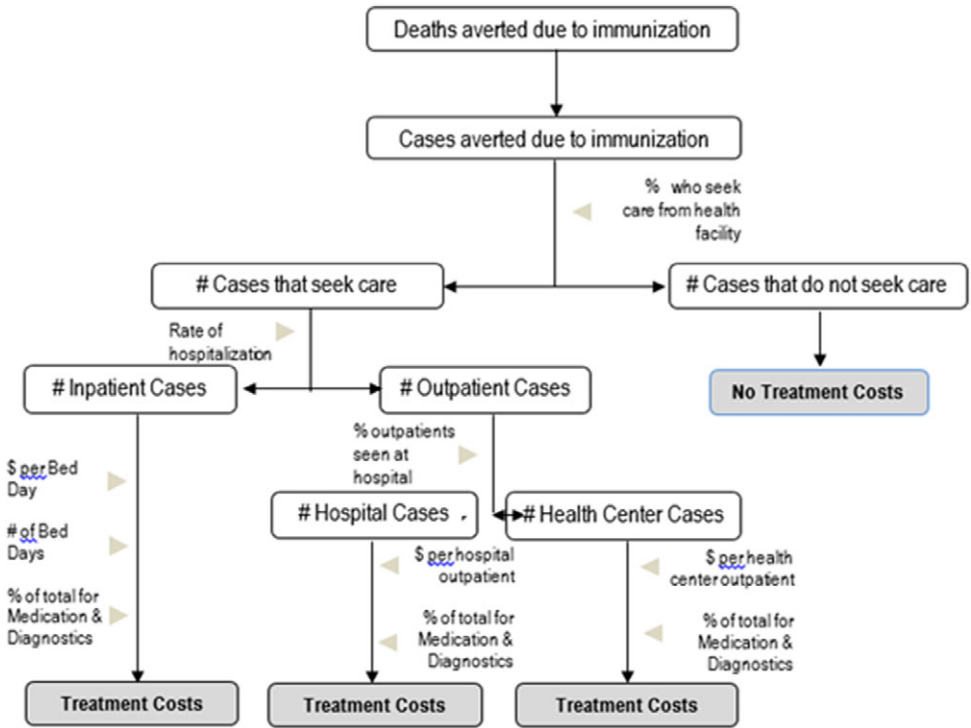 Deaths averted due to immunization
Cases averted due to immunization
% who seek
care from health
facility
# Cases that seek care
# Cases that do not seek care
Rate of
hospitalization
# Inpatient Cases
# Outpatient Cases
No Treatment Costs
% outpatients
seen at
hospital
$ per Bed
Day
# Hospital Cases
# Health Center Cases
# of Bed
Days
$ per hospital
outpatient
$ per health
center outpatient
% of total for
Medication &
Diagnostics
% of total for
Medication &
Diagnostics
% of total for
Medication &
Diagnostics
Treatment Costs
Treatment Costs
Treatment Costs